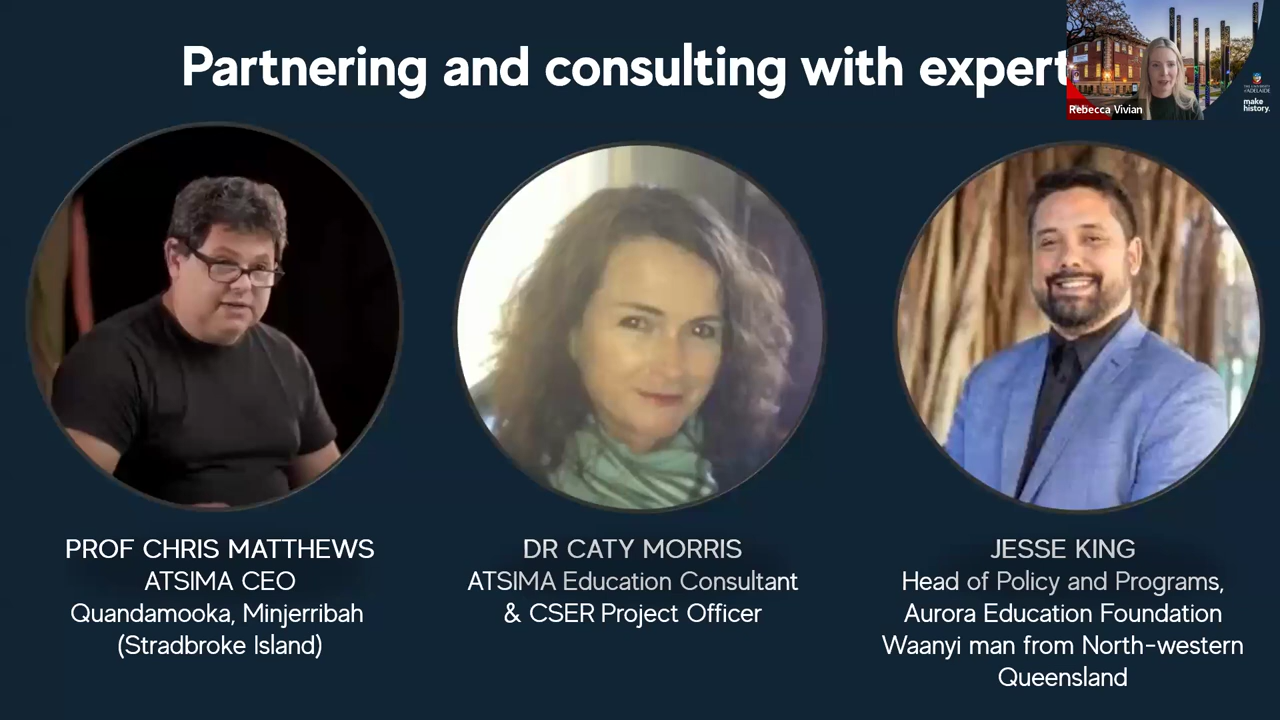 Partnering and consulting with expert
Rebecca Vivian
make
history.
PROF CHRIS MATTHEWS
ATSIMA CEO
Quandamooka, Minjerribah
(Stradbroke Island)
DR CATY MORRIS
ATSIMA Education Consultant
& CSER Project Officer
JESSE KING
Head of Policy and Programs,
Aurora Education Foundation
Waanyi man from North-western
Queensland